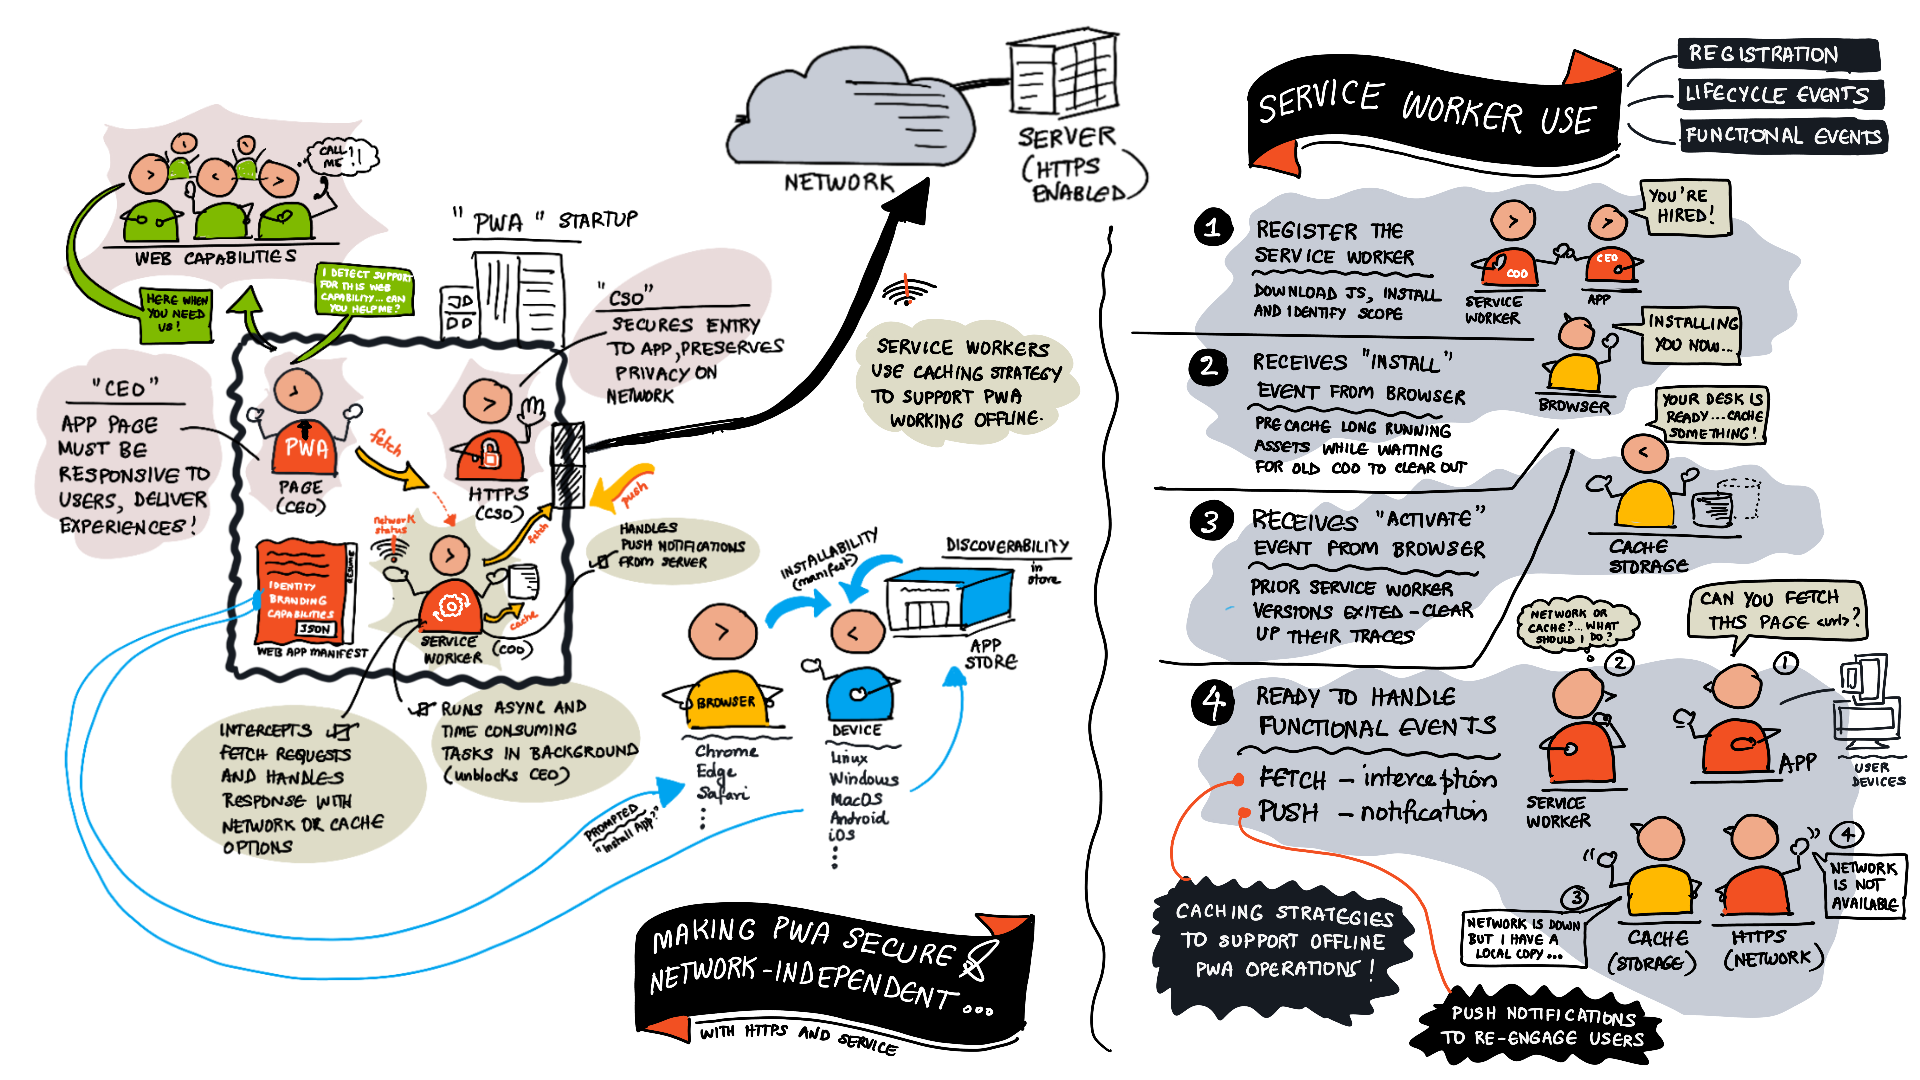 CALL
ME !!
WEB CAPABILITIES
HERE WHEN
YOU NEED
US!
I DETECT SUPPORT
FOR THIS WEB
CAPABILITY... CAN
YOU HELP ME?
"PWA" STARTUP
"CSO"
SECURES ENTRY
TO APP, PRESERVES
PRIVACY ON
NETWORK
"CEO"
APP PAGE
MUST BE
RESPONSIVE TO
USERS, DELIVER
EXPERIENCES!
PWA
PAGE
(CEO)
fetch
HTTPS
(CSO)
network
status
fetch
push
cache
IDENTITY
BRANDING
CAPABILITIES
JSON
RESUME
WEB APP MANIFEST
SERVICE
WORKER (COO)
HANDLES
PUSH NOTIFICATIONS
FROM SERVER
INTERCEPTS
FETCH REQUESTS
AND HANDLES
RESPONSE WITH
NETWORK OR CACHE
OPTIONS
RUNS ASYNC AND
TIME CONSUMING
TASKS IN BACKGROUND
(unblocks CEO)
NETWORK
SERVER
(HTTPS
ENABLED)
SERVICE WORKERS
USE CACHING STRATEGY
TO SUPPORT PWA
WORKING OFFLINE.
INSTALLABILITY
(manifest)
DISCOVERABILITY
in
store
APP
STORE
BROWSER
Chrome
Edge
Safari
DEVICE
Linux
Windows
MacOS
Android
iOS
PROMPTED
"Install App?"
MAKING PWA SECURE &
NETWORK-INDEPENDENT...
WITH HTTPS AND SERVICE
SERVICE WORKER USE
REGISTRATION
LIFECYCLE EVENTS
FUNCTIONAL EVENTS
1 REGISTER THE
SERVICE WORKER
DOWNLOAD JS, INSTALL
AND IDENTIFY SCOPE
YOU'RE
HIRED!
COO
CEO
SERVICE
WORKER
APP
2 RECEIVES "INSTALL"
EVENT FROM BROWSER
PRECACHE LONG RUNNING
ASSETS WHILE WAITING
FOR OLD COO TO CLEAR OUT
INSTALLING
YOU NOW...
BROWSER
3 RECEIVES "ACTIVATE"
EVENT FROM BROWSER
PRIOR SERVICE WORKER
VERSIONS EXITED - CLEAR
UP THEIR TRACES
YOUR DESK IS
READY... CACHE
SOMETHING!
CACHE
STORAGE
4 READY TO HANDLE
FUNCTIONAL EVENTS
FETCH - interception
PUSH - notification
NETWORK OR
CACHE?... WHAT
SHOULD I DO?
2
CAN YOU FETCH
THIS PAGE <url>?
1
SERVICE
WORKER
APP
USER
DEVICES
3
NETWORK IS DOWN
BUT I HAVE A
LOCAL COPY...
CACHE
(STORAGE)
4
NETWORK
IS NOT
AVAILABLE
HTTPS
(NETWORK)
CACHING STRATEGIES
TO SUPPORT OFFLINE
PWA OPERATIONS!
PUSH NOTIFICATIONS
TO RE-ENGAGE USERS